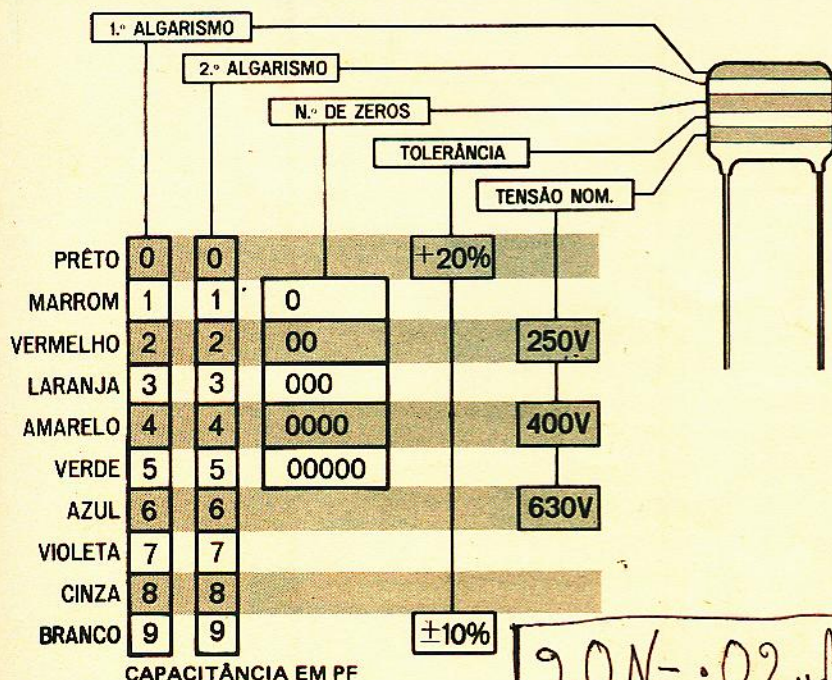 1.º ALGARISMO
2.º ALGARISMO
N.º DE ZEROS
TOLERÂNCIA
TENSÃO NOM.
PRÊTO 0 0 +20%
MARROM 1 1 0
VERMELHO 2 2 00 250V
LARANJA 3 3 000
AMARELO 4 4 0000 400V
VERDE 5 5 00000
AZUL 6 6 630V
VIOLETA 7 7
CINZA 8 8
BRANCO 9 9 ±10%
CAPACITÂNCIA EM PF
20N-.02